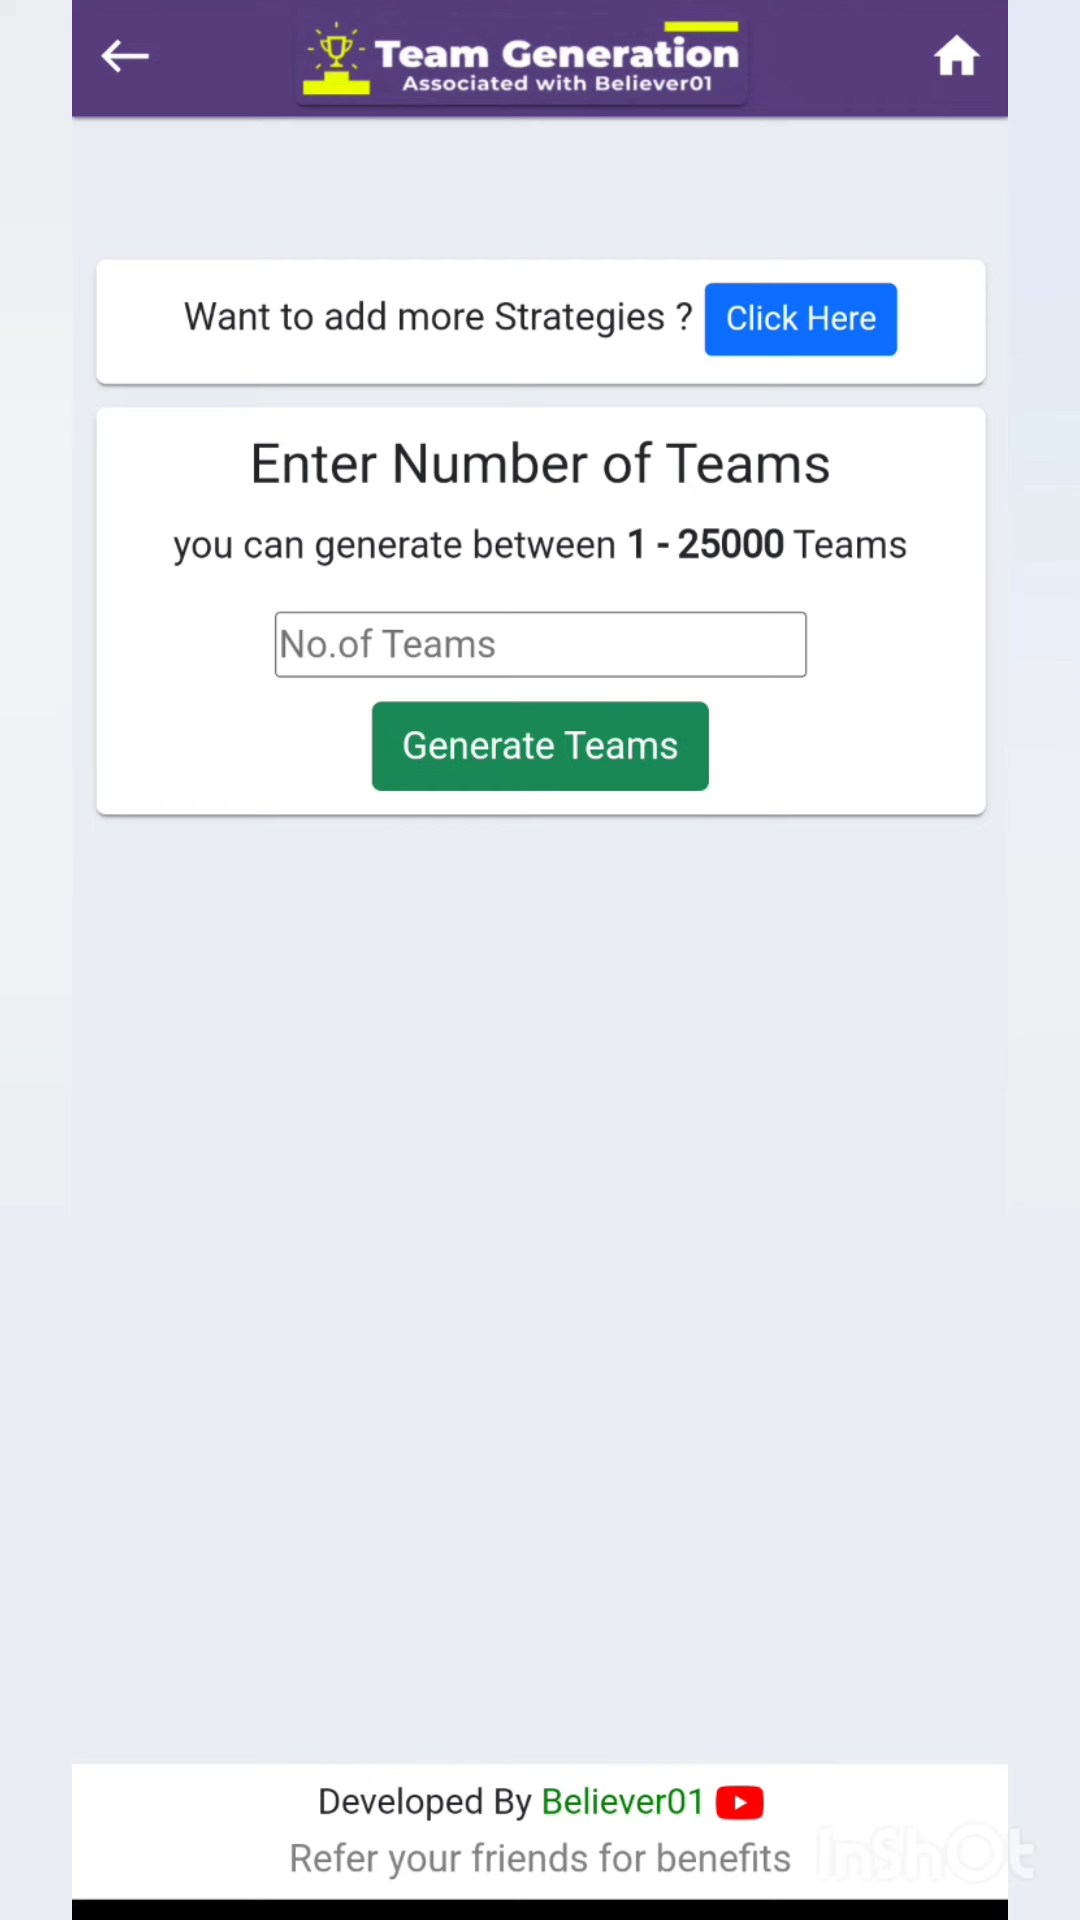 Team Generation
Associated with Believer01
Want to add more Strategies ? Click Here
Enter Number of Teams
you can generate between 1 - 25000 Teams
No.of Teams
Generate Teams
Developed By Believer01
Refer your friends for benefits
InShOt